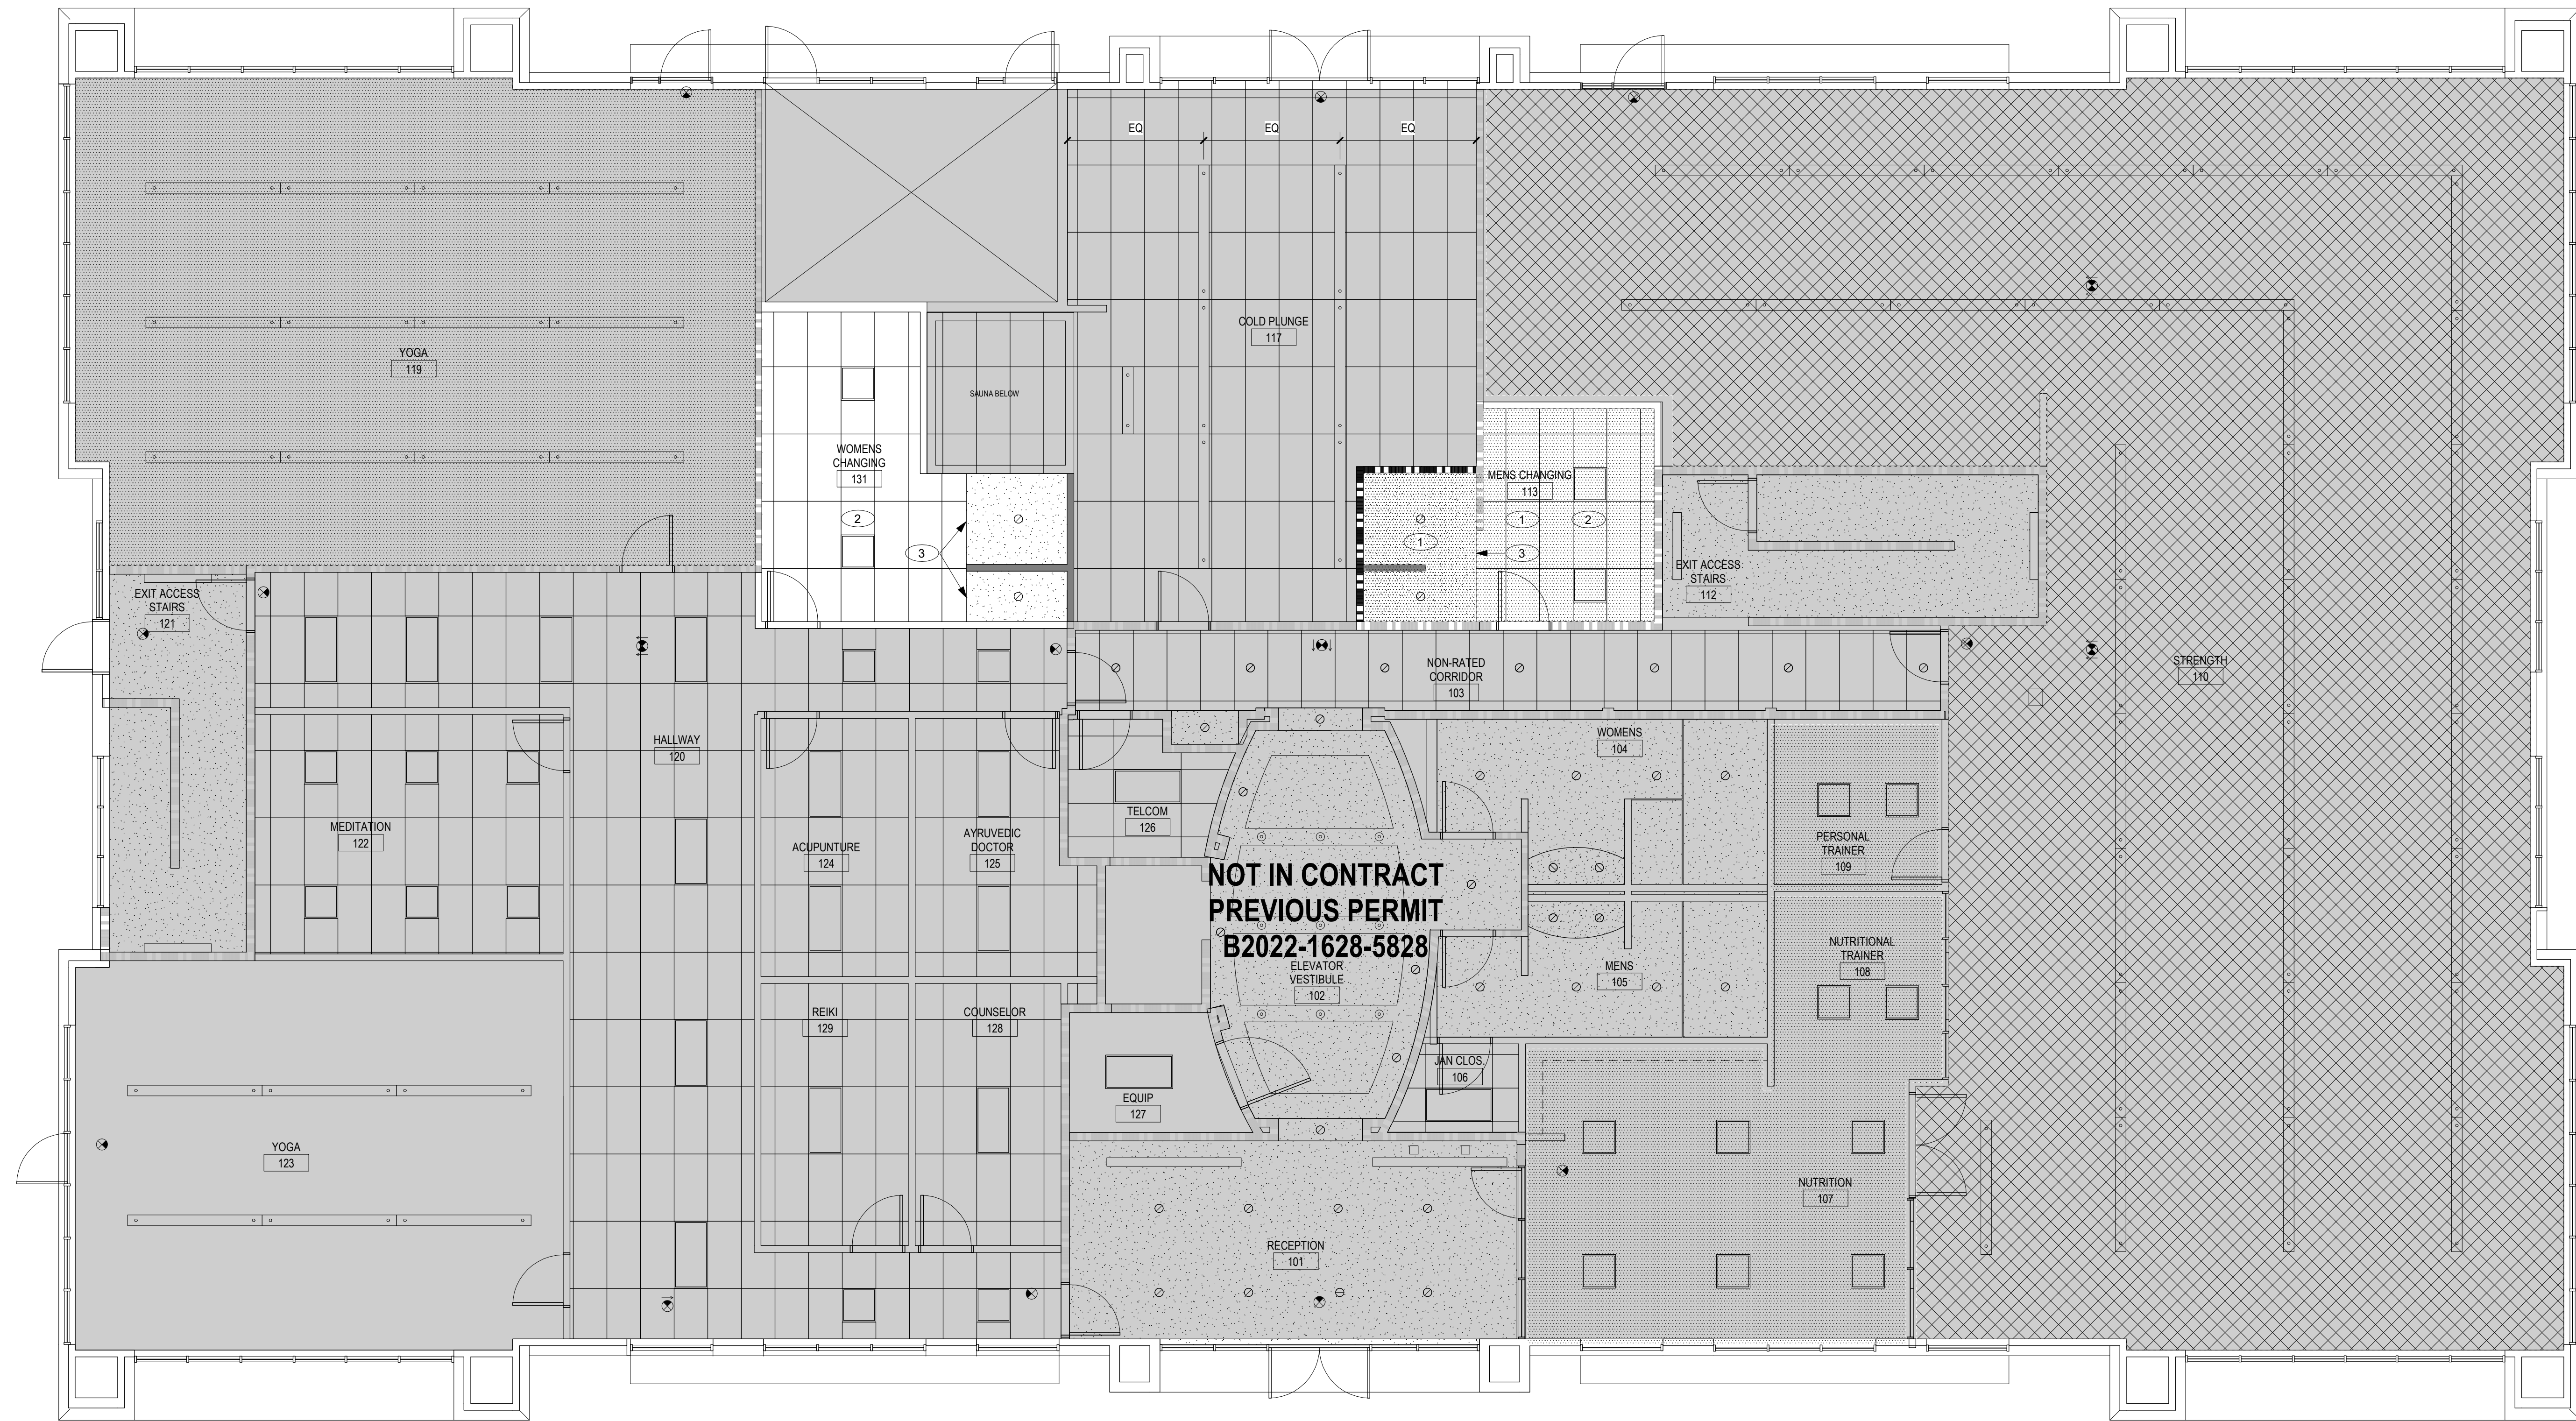 EQ
EQ
EQ
COLD PLUNGE
117
YOGA
119
SAUNA BELOW
WOMENS
CHANGING
131
2
3
MENS CHANGING
113
1
2
1
3
EXIT ACCESS
STAIRS
112
EXIT ACCESS
STAIRS
121
NON-RATED
CORRIDOR
103
STRENGTH
110
HALLWAY
120
WOMENS
104
TELCOM
126
MEDITATION
122
ACUPUNTURE
124
AYRUVEDIC
DOCTOR
125
PERSONAL
TRAINER
109
NOT IN CONTRACT
PREVIOUS PERMIT
B2022-1628-5828
ELEVATOR
VESTIBULE
102
MENS
105
NUTRITIONAL
TRAINER
108
REIKI
129
COUNSELOR
128
JAN CLOS.
106
EQUIP
127
YOGA
123
NUTRITION
107
RECEPTION
101